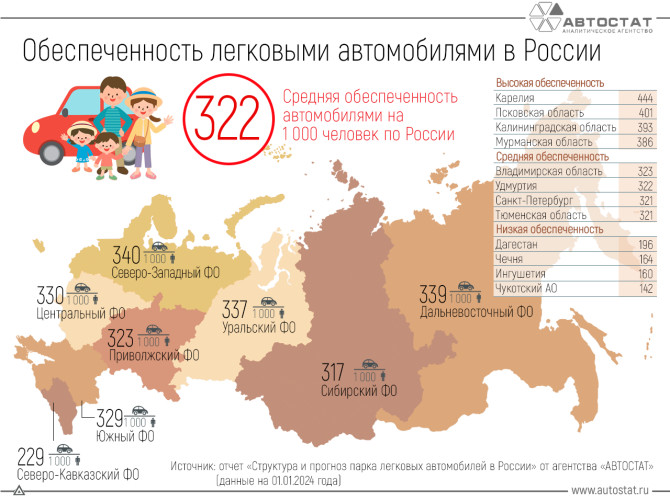 АВТОСТАТ
АНАЛИТИЧЕСКОЕ АГЕНТСТВО
Обеспеченность легковыми автомобилями в России
322
Средняя обеспеченность
автомобилями на
1 000 человек по России
Высокая обеспеченность
Карелия 444
Псковская область 401
Калининградская область 393
Мурманская область 386
Средняя обеспеченность
Владимирская область 323
Удмуртия 322
Санкт-Петербург 321
Тюменская область 321
Низкая обеспеченность
Дагестан 196
Чечня 164
Ингушетия 160
Чукотский АО 142
340 1 000
Северо-Западный ФО
330 1 000
Центральный ФО
323 1 000
Приволжский ФО
337 1 000
Уральский ФО
339 1 000
Дальневосточный ФО
317 1 000
Сибирский ФО
329 1 000
Южный ФО
229 1 000
Северо-Кавказский ФО
Источник: отчет «Структура и прогноз парка легковых автомобилей в России» от агентства «АВТОСТАТ»
(данные на 01.01.2024 года)
www.autostat.ru